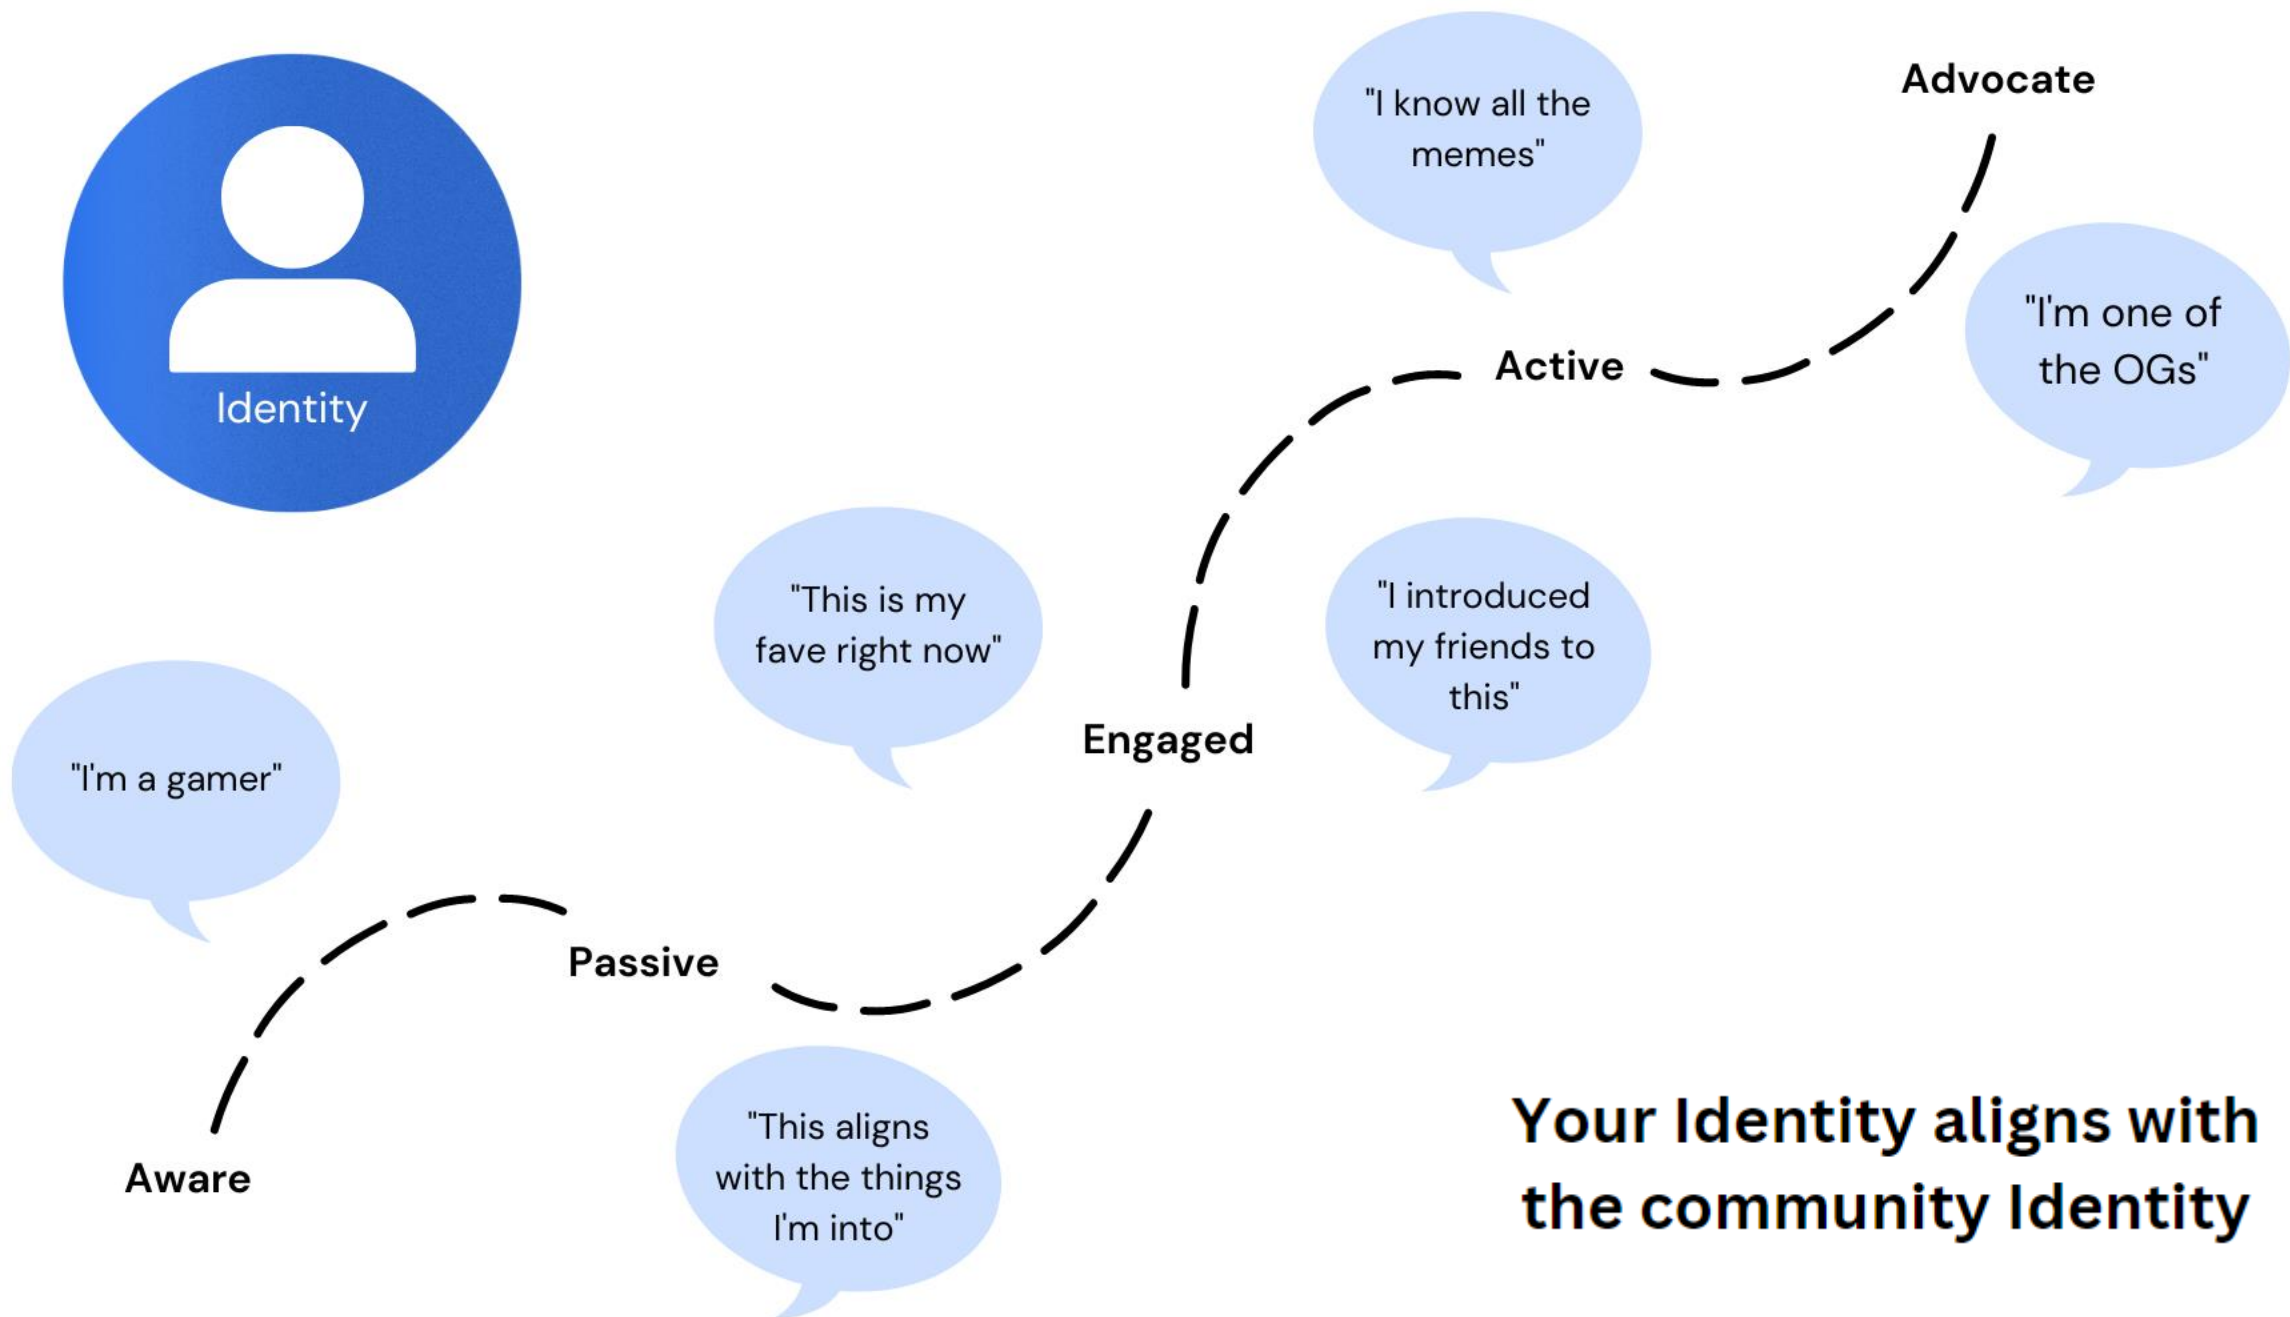 Identity
"I know all the
memes"
Advocate
"I'm one of
the OGs"
Active
"This is my
fave right now"
"I introduced
my friends to
this"
Engaged
"I'm a gamer"
Passive
"This aligns
with the things
I'm into"
Aware
Your Identity aligns with
the community Identity